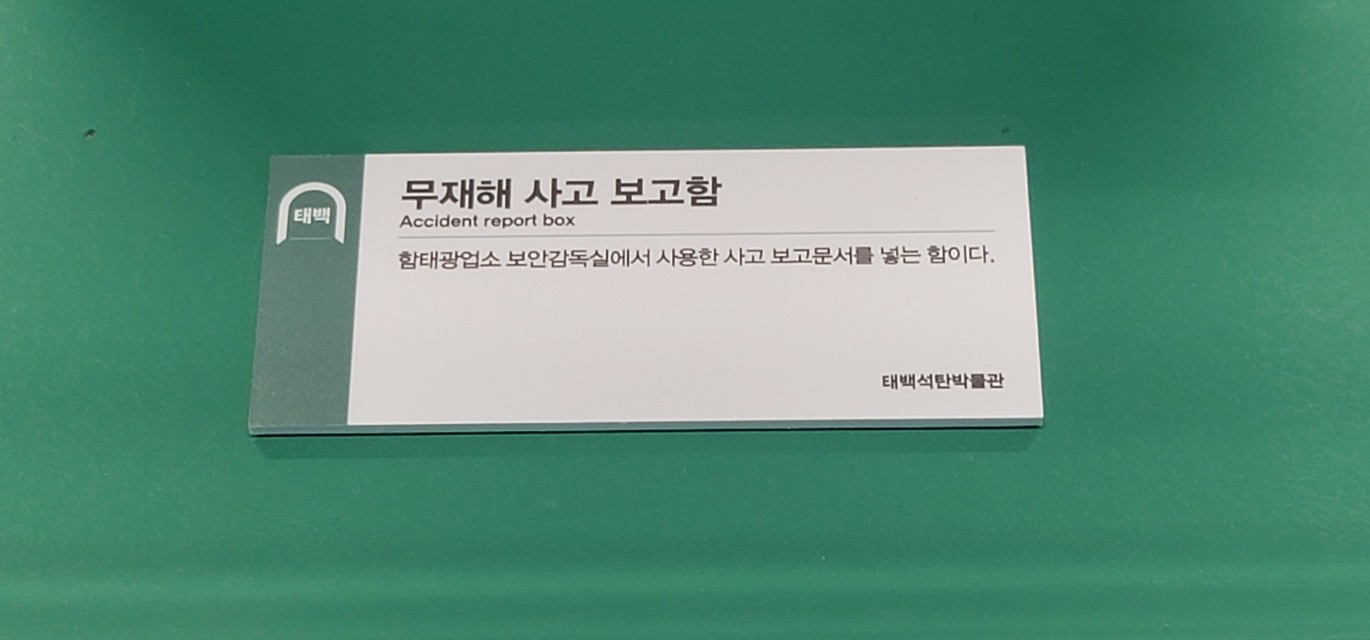 태백
무재해 사고 보고함
Accident report box
함태광업소 보안감독실에서 사용한 사고 보고문서를 넣는 함이다.
태백석탄박물관